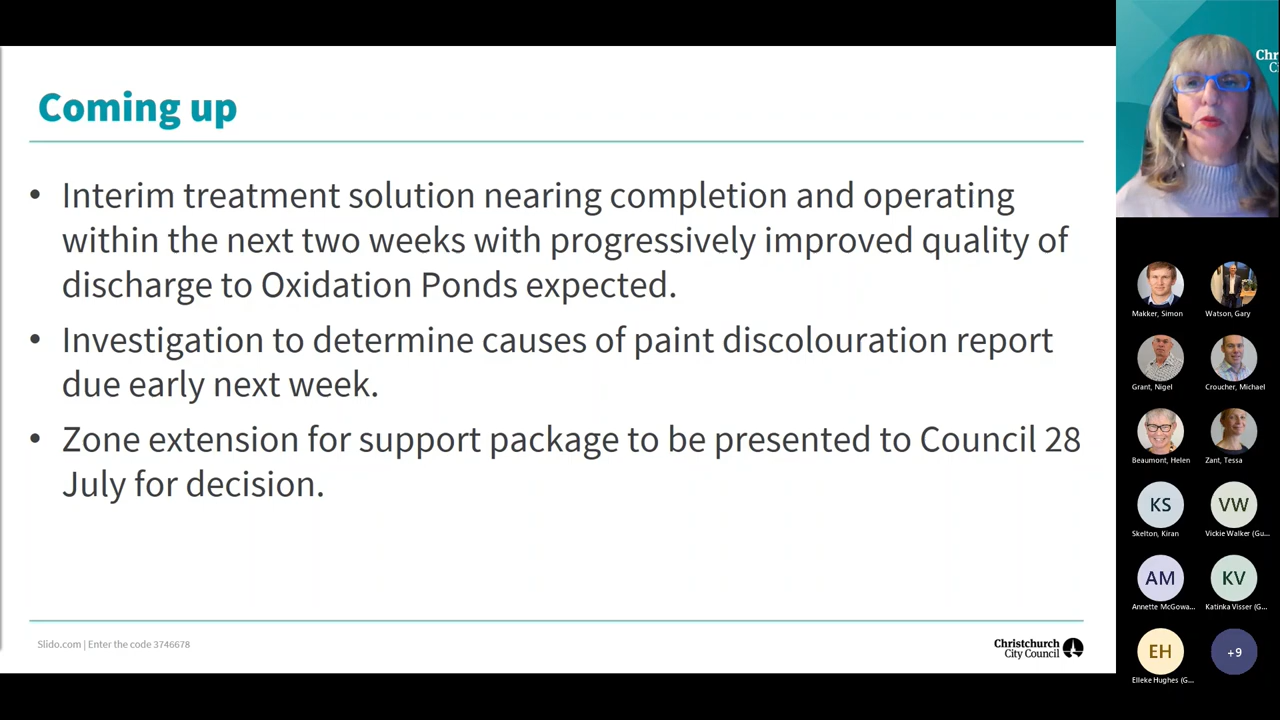 Coming up
• Interim treatment solution nearing completion and operating
within the next two weeks with progressively improved quality of
discharge to Oxidation Ponds expected.
• Investigation to determine causes of paint discolouration report
due early next week.
• Zone extension for support package to be presented to Council 28
July for decision.
Slido.com | Enter the code 3746678
Christchurch
City Council
Chr
Ci
Makker, Simon
Watson, Gary
Grant, Nigel
Croucher, Michael
Beaumont, Helen
Zant, Tessa
KS
VW
Skelton, Kiran
Vickie Walker (Gu...
AM
KV
Annette McGowa...
Katinka Visser (G...
EH
+9
Elleke Hughes (G...